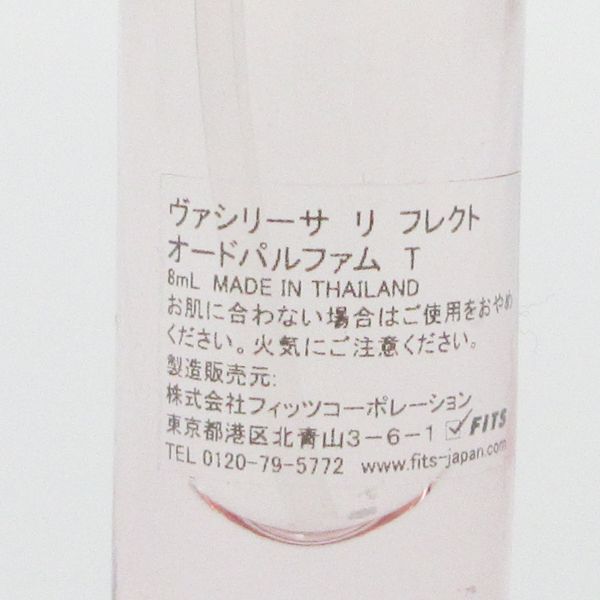 ヴァシリーサ リ フレクト
オードパルファム T
8mL MADE IN THAILAND
お肌に合わない場合はご使用をおやめ
ください。火気にご注意ください。
製造販売元:
株式会社フィッツコーポレーション
東京都港区北青山3-6-1 FITS
TEL 0120-79-5772 www.fits-japan.com